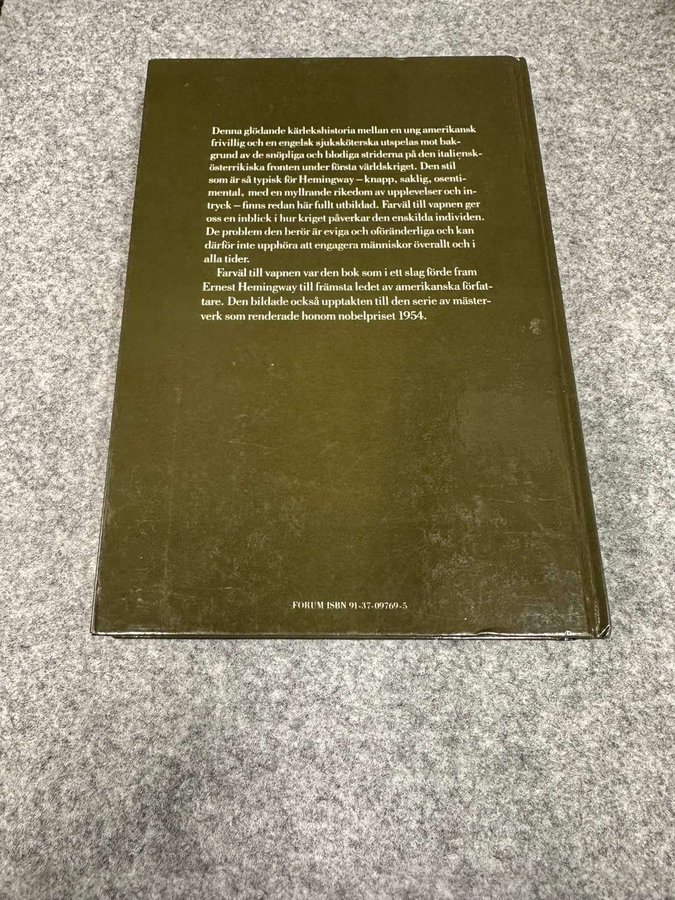 Denna glödande kärlekshistoria mellan en ung amerikansk
frivillig och en engelsk sjuksköterska utspelas mot bak-
grund av de snöpliga och blodiga striderna på den italiensk-
österrikiska fronten under första världskriget. Den stil
som är så typisk för Hemingway – knapp, saklig, osenti-
mental, med en myllrande rikedom av upplevelser och in-
tryck – finns redan här fullt utbildad. Farväl till vapnen ger
oss en inblick i hur kriget påverkar den enskilda individen.
De problem den berör är eviga och oföränderliga och kan
därför inte upphöra att engagera människor överallt och i
alla tider.
Farväl till vapnen var den bok som i ett slag förde fram
Ernest Hemingway till främsta ledet av amerikanska förfat-
tare. Den bildade också upptakten till den serie av mäster-
verk som renderade honom nobelpriset 1954.
FORUM ISBN 91-37-09769-5